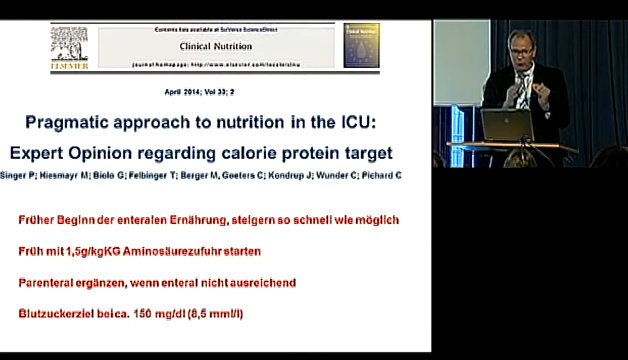 Contents lists available at SciVerse ScienceDirect
Clinical Nutrition
ELSEVIER
journal homepage: http://www.elsevier.com/locate/clnu
April 2014; Vol 33; 2
Pragmatic approach to nutrition in the ICU:
Expert Opinion regarding calorie protein target
Singer P; Hiesmayr M; Biolo G; Felbinger T; Berger M, Goeters C; Kondrup J; Wunder C; Pichard C
Früher Beginn der enteralen Ernährung, steigern so schnell wie möglich
Früh mit 1,5g/kgKG Aminosäurezufuhr starten
Parenteral ergänzen, wenn enteral nicht ausreichend
Blutzuckerziel bei ca. 150 mg/dl (8,5 mml/l)